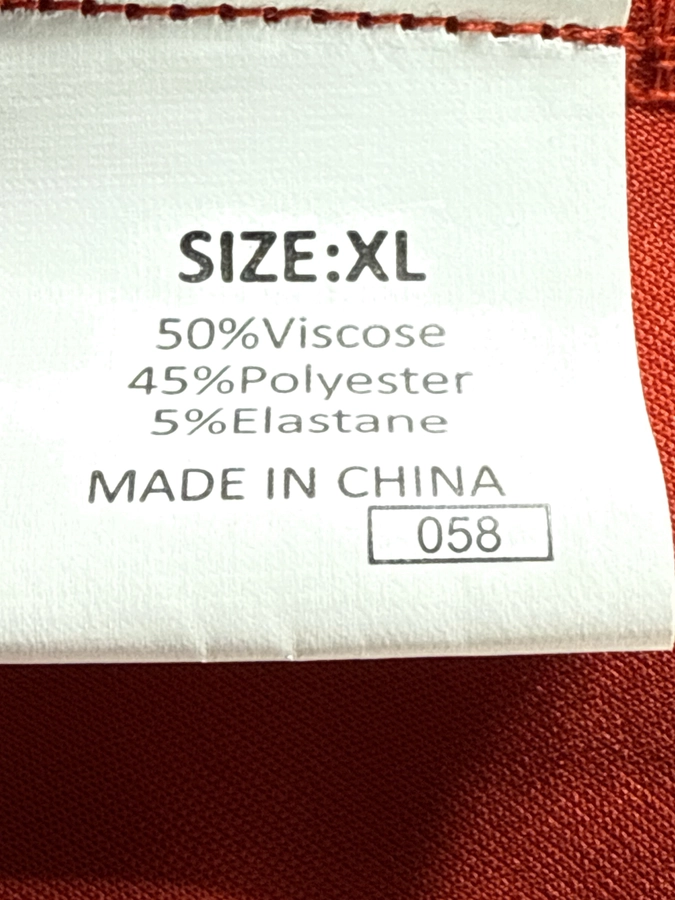 SIZE:XL
50%Viscose
45%Polyester
5%Elastane
MADE IN CHINA
058